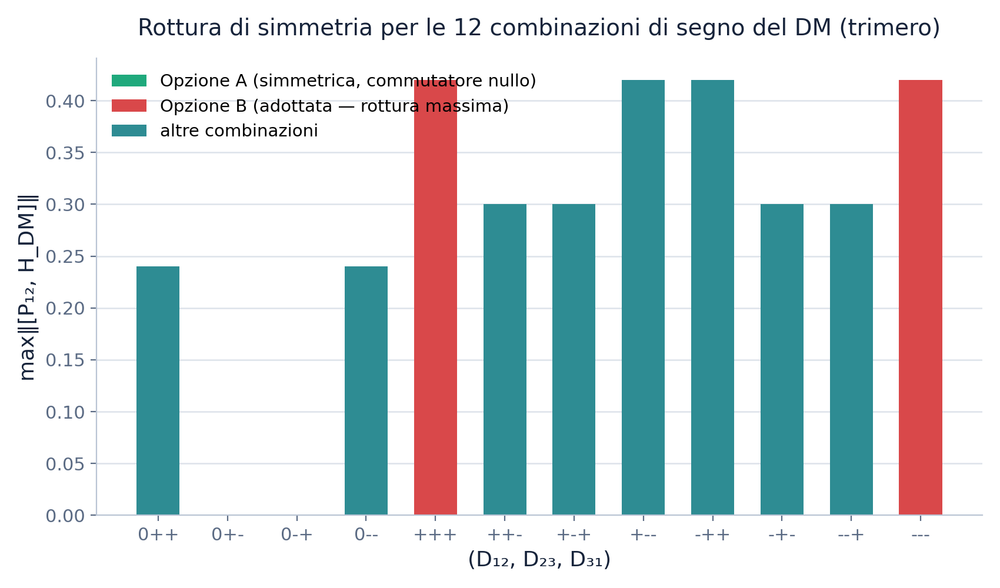 Rottura di simmetria per le 12 combinazioni di segno del DM (trimero)
Opzione A (simmetrica, commutatore nullo)
Opzione B (adottata — rottura massima)
altre combinazioni
max‖[P₁₂, H_DM]‖
0.40
0.35
0.30
0.25
0.20
0.15
0.10
0.05
0.00
0++ 0+- 0-+ 0-- +++ ++- +-+ +-- -++ -+- --+ ---
(D₁₂, D₂₃, D₃₁)